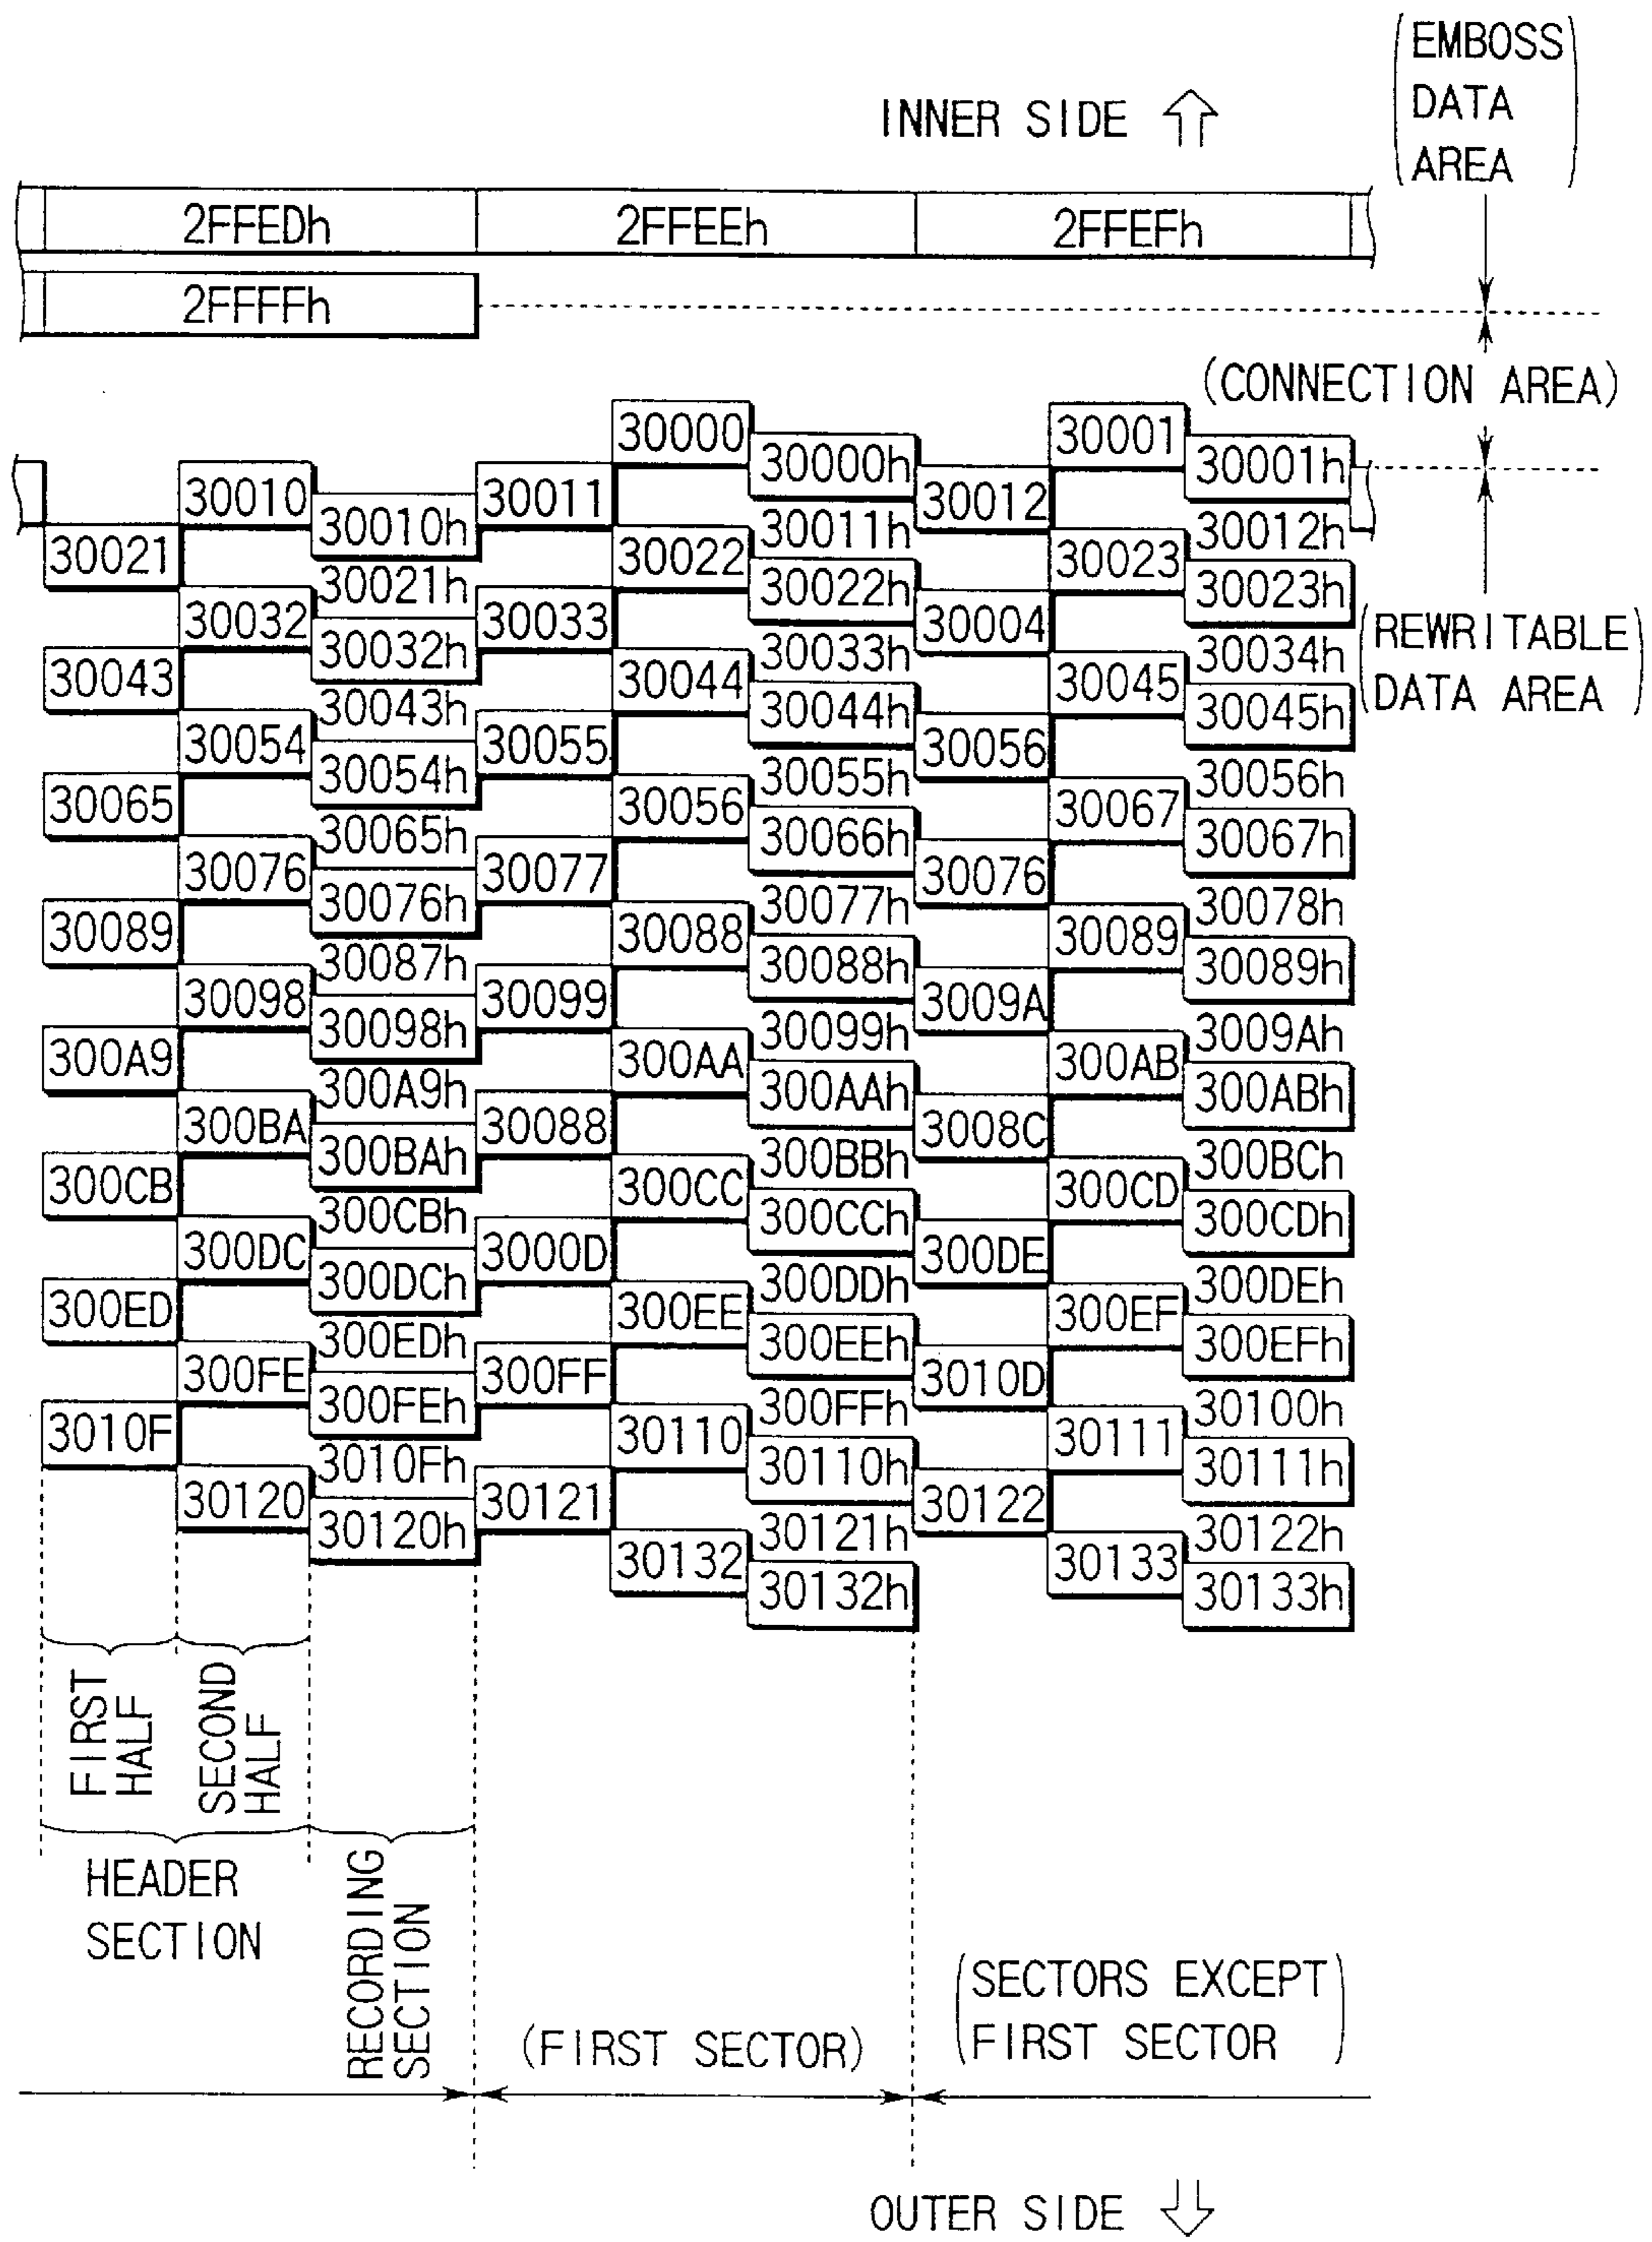 EMBOSS
DATA
AREA
INNER SIDE
2FFEDh 2FFEEh 2FFEFh
2FFFFh
(CONNECTION AREA)
30000 30001
30000h 30001h
30010 30011 30012
30010h 30011h 30012h
30021 30022 30023
30021h 30022h 30023h
30032 30033 30004
30032h 30033h 30034h
(REWRITABLE
DATA AREA)
30043 30044 30045
30043h 30044h 30045h
30054 30055 30056
30054h 30055h 30056h
30065 30056 30067
30065h 30066h 30067h
30076 30077 30076
30076h 30077h 30078h
30089 30088 30089
30087h 30088h 30089h
30098 30099 3009A
30098h 30099h 3009Ah
300A9 300AA 300AB
300A9h 300AAh 300ABh
300BA 30088 3008C
300BAh 300BBh 300BCh
300CB 300CC 300CD
300CBh 300CCh 300CDh
300DC 3000D 300DE
300DCh 300DDh 300DEh
300ED 300EE 300EF
300EDh 300EEh 300EFh
300FE 300FF 3010D
300FEh 300FFh 30100h
3010F 30110 30111
3010Fh 30110h 30111h
30120 30121 30122
30120h 30121h 30122h
30132 30133
30132h 30133h
FIRST
HALF
SECOND
HALF
HEADER
SECTION
RECORDING
SECTION
(FIRST SECTOR)
(SECTORS EXCEPT
FIRST SECTOR)
OUTER SIDE